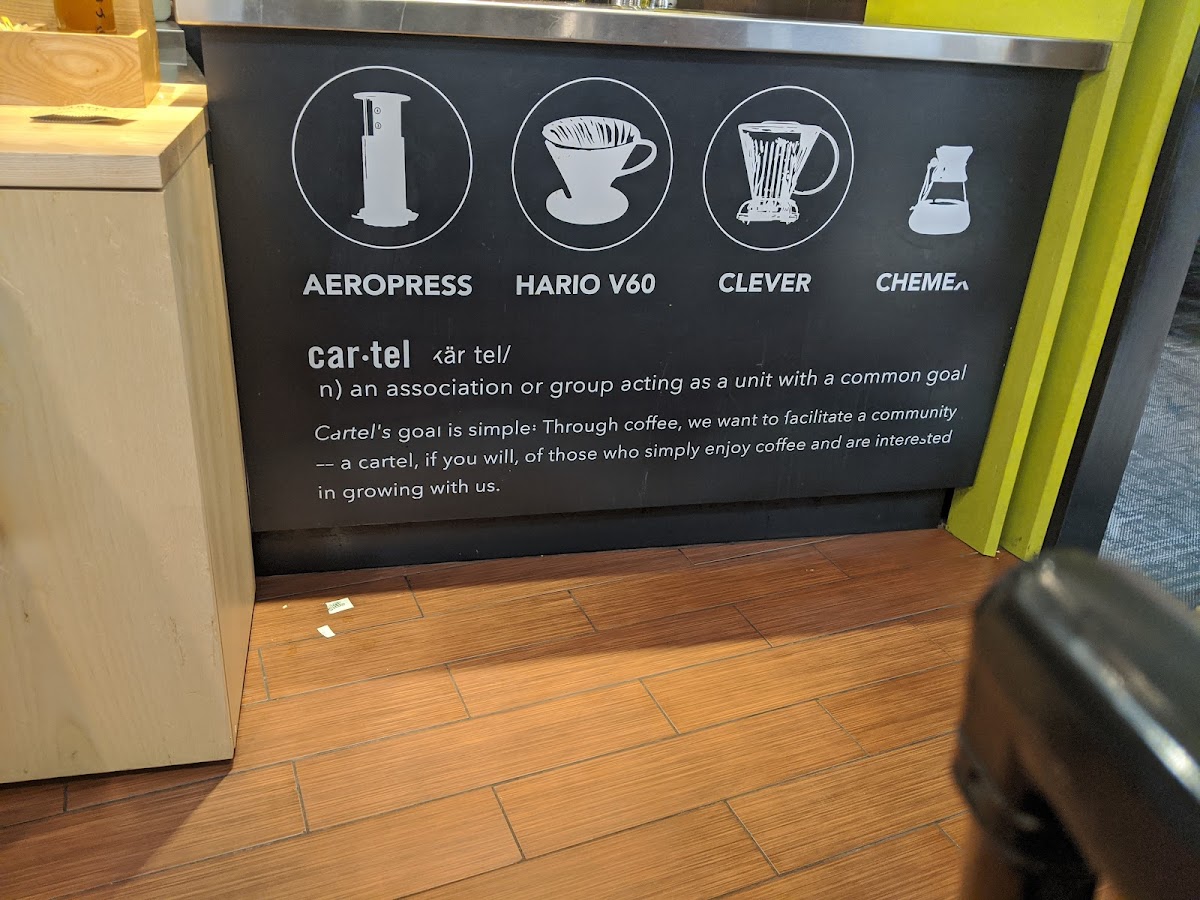 AEROPRESS HARIO V60 CLEVER CHEMEX
car·tel kär tel/
n) an association or group acting as a unit with a common goal
Cartel's goal is simple: Through coffee, we want to facilitate a community
-- a cartel, if you will, of those who simply enjoy coffee and are interested
in growing with us.